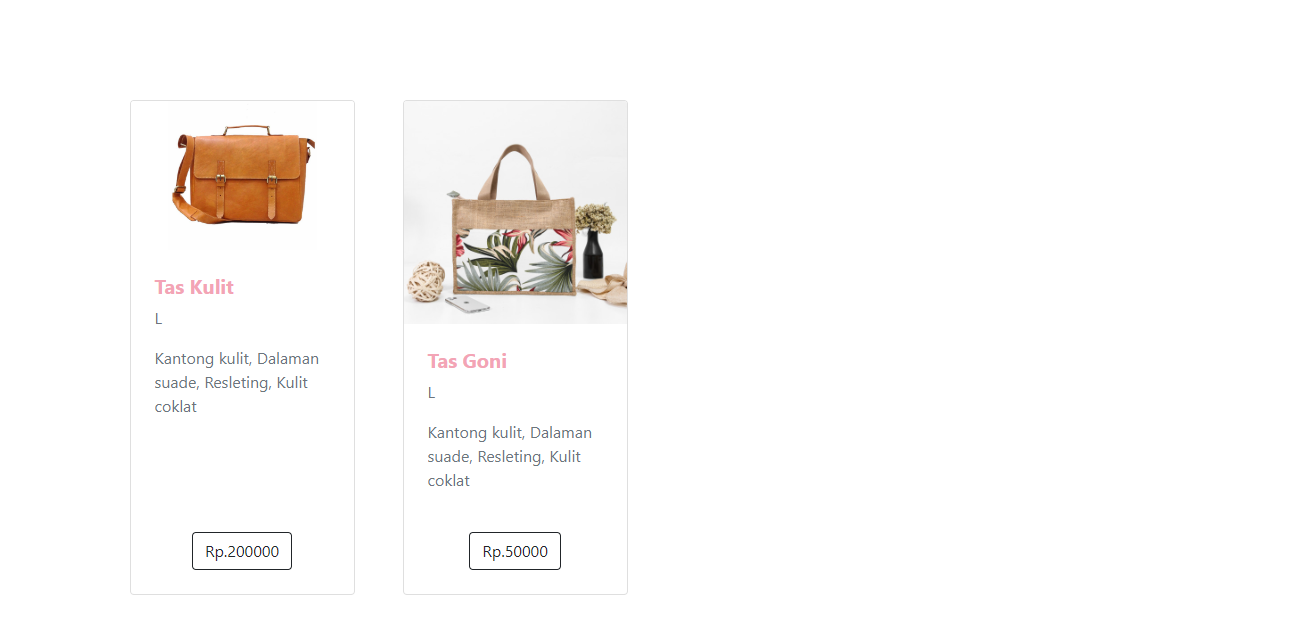 Tas Kulit
L
Kantong kulit, Dalaman
suade, Resleting, Kulit
coklat
Rp.200000
Tas Goni
L
Kantong kulit, Dalaman
suade, Resleting, Kulit
coklat
Rp.50000